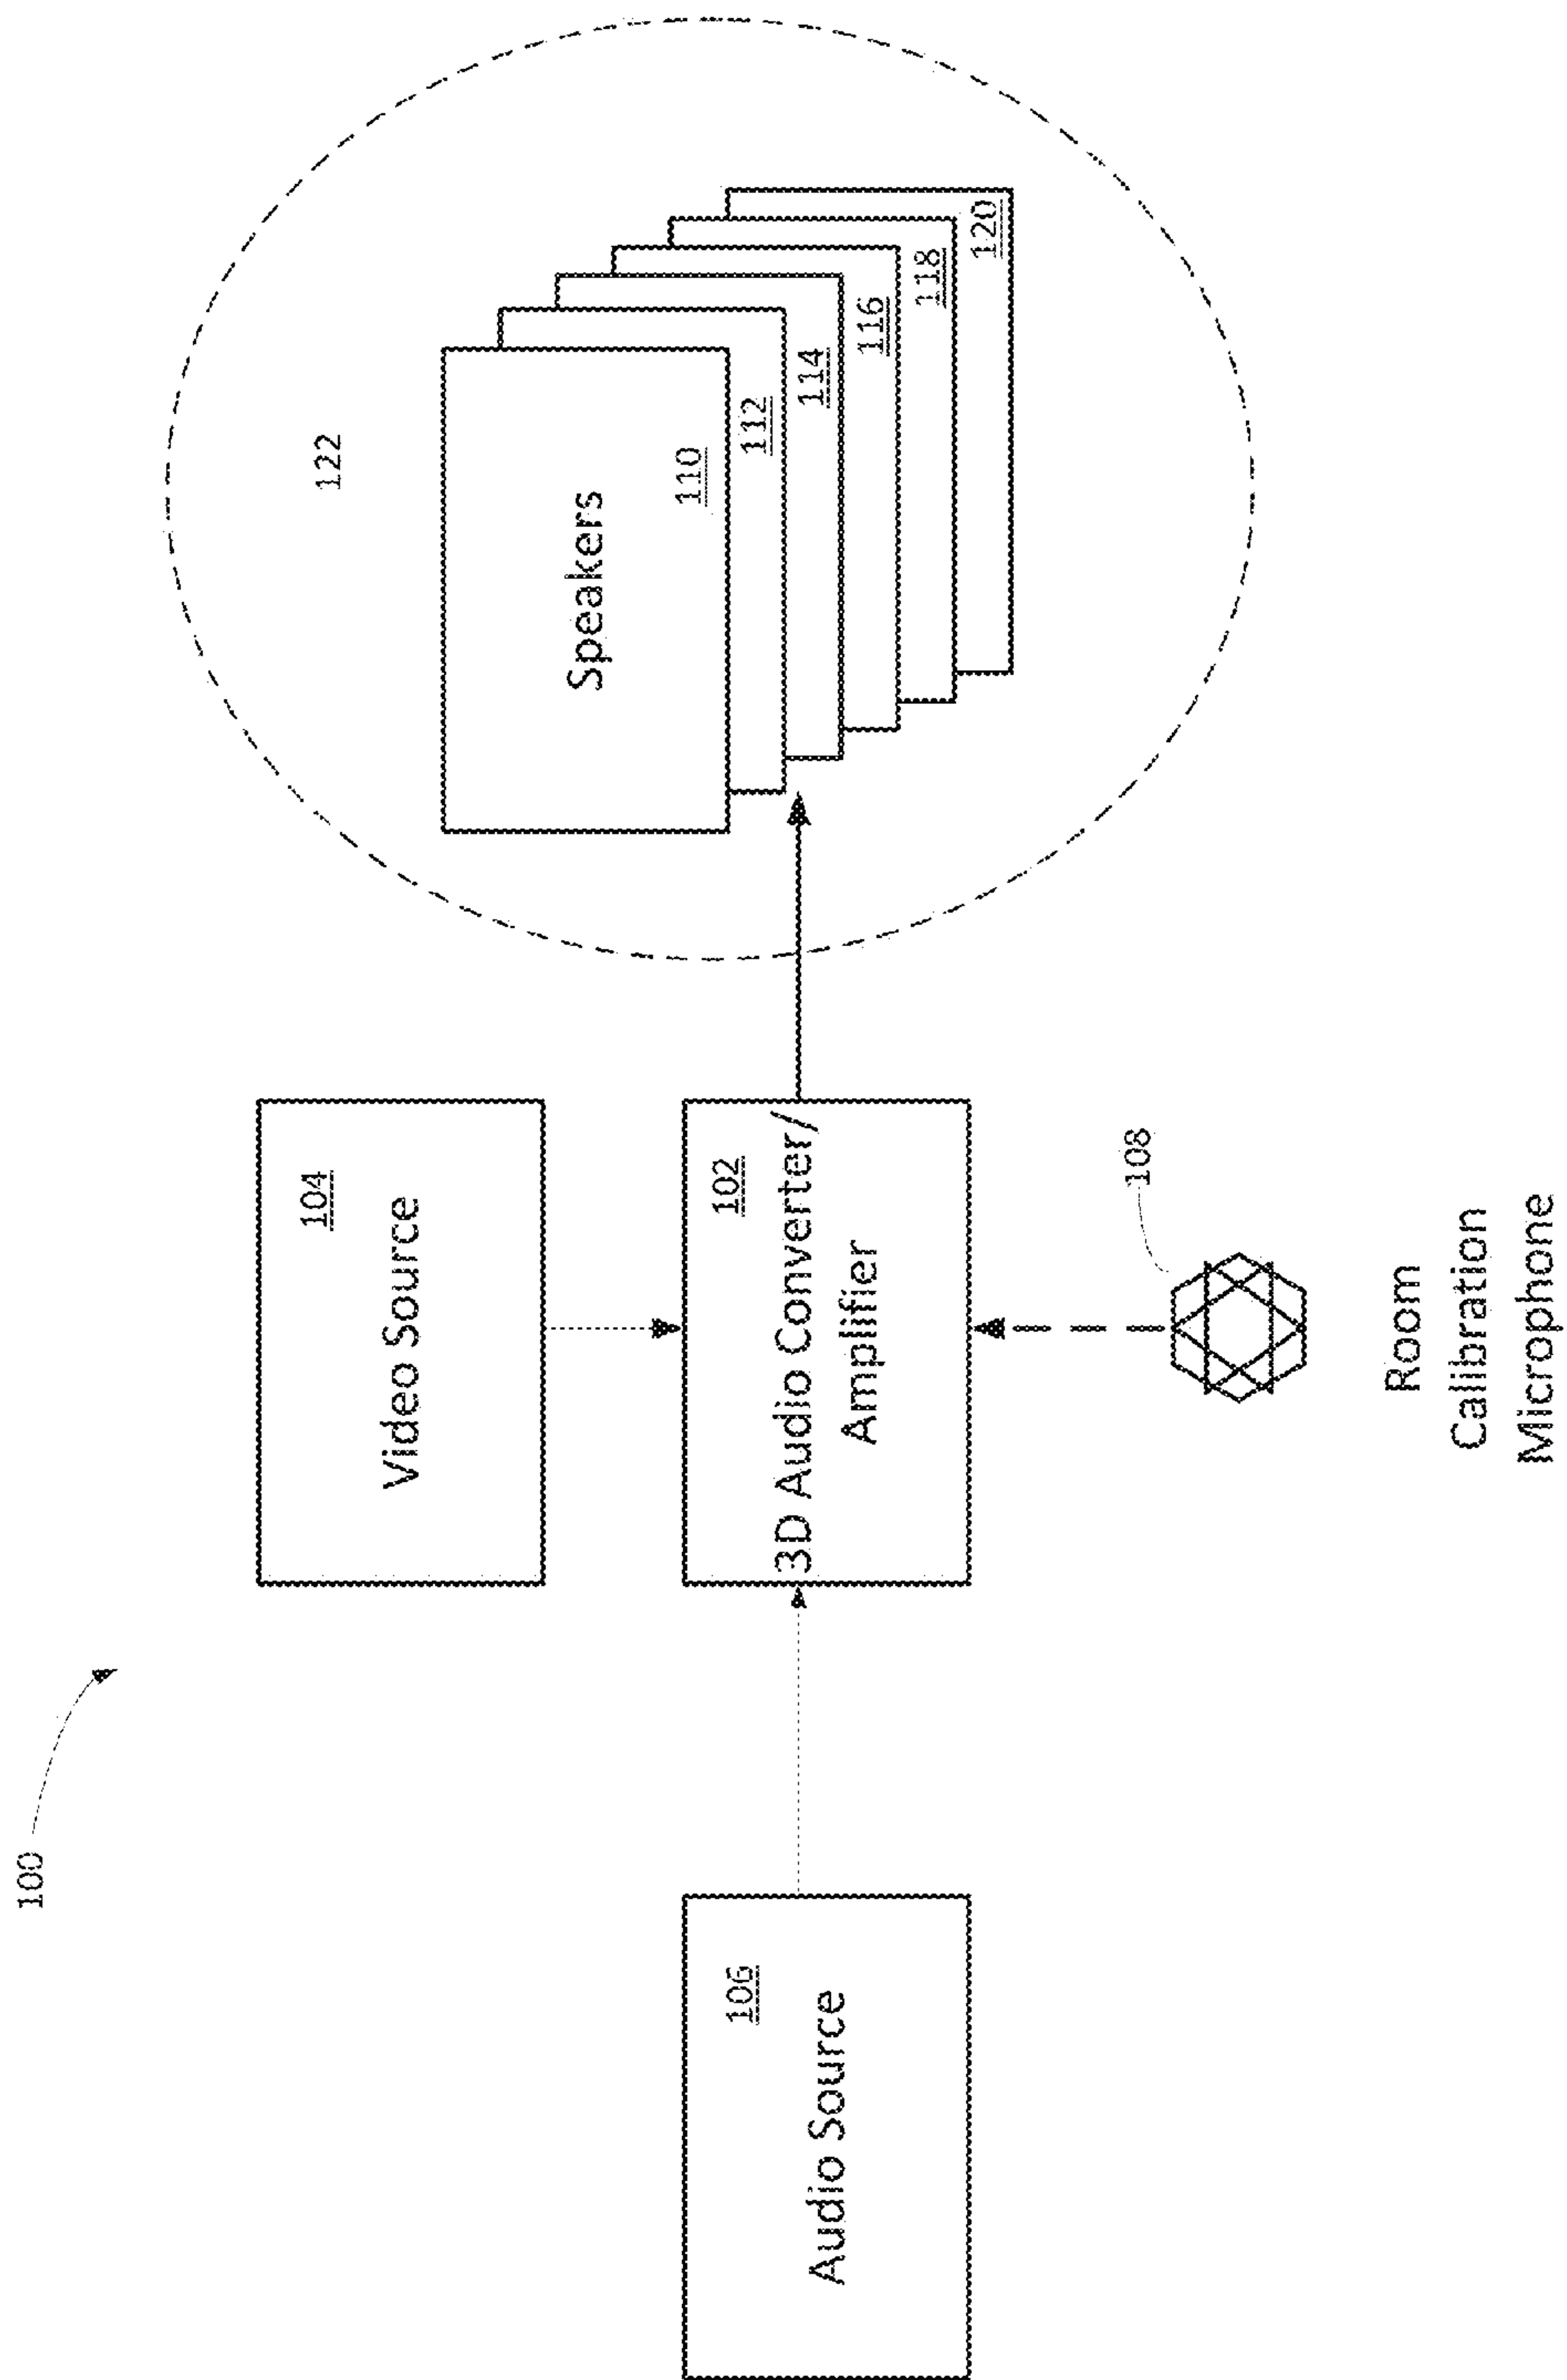 100
104
Video Source
122
Speakers
110
112
114
116
118
120
106
Audio Source
102
3D Audio Converter/
Amplifier
108
Room
Calibration
Microphone